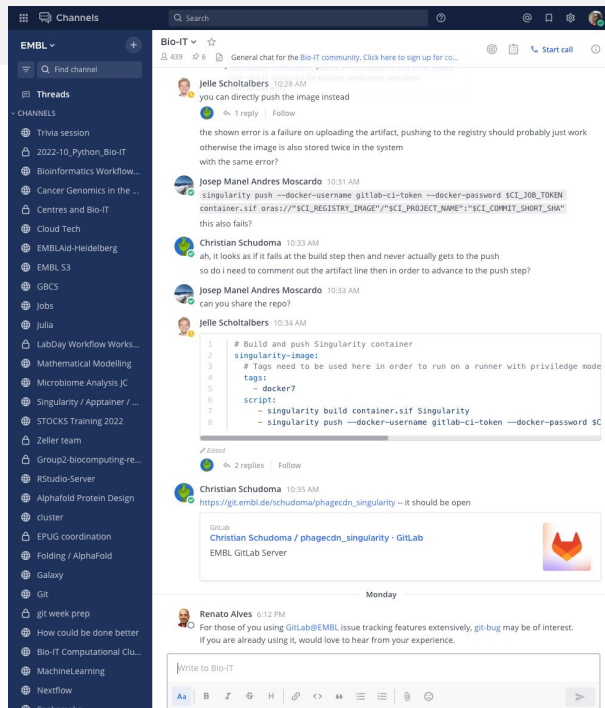 Channels
Search
EMBL
Find channel
Threads
CHANNELS
Trivia session
2022-10_Python_Bio-IT
Bioinformatics Workflow...
Cancer Genomics in the ...
Centres and Bio-IT
Cloud Tech
EMBLAid-Heidelberg
EMBL S3
GBCS
Jobs
Julia
LabDay Workflow Works...
Mathematical Modelling
Microbiome Analysis JC
Singularity / Apptainer / ...
STOCKS Training 2022
Zeller team
Group2-biocomputing-re...
RStudio-Server
Alphafold Protein Design
cluster
EPUG coordination
Folding / AlphaFold
Galaxy
Git
git week prep
How could be done better
Bio-IT Computational Clu...
MachineLearning
Nextflow
Bio-IT
439 6 General chat for the Bio-IT community. Click here to sign up for co...
Start call
Jelle Scholtalbers 10:28 AM
you can directly push the image instead
1 reply Follow
the shown error is a failure on uploading the artifact, pushing to the registry should probably just work
otherwise the image is also stored twice in the system
with the same error?
Josep Manel Andres Moscardo 10:31 AM
singularity push --docker-username gitlab-ci-token --docker-password $CI_JOB_TOKEN
container.sif oras://"$CI_REGISTRY_IMAGE"/"$CI_PROJECT_NAME":"$CI_COMMIT_SHORT_SHA"
this also fails?
Christian Schudoma 10:33 AM
ah, it looks as if it fails at the build step then and never actually gets to the push
so do i need to comment out the artifact line then in order to advance to the push step?
Josep Manel Andres Moscardo 10:33 AM
can you share the repo?
Jelle Scholtalbers 10:34 AM
1 # Build and push Singularity container
2 singularity-image:
3 # Tags need to be used here in order to run on a runner with priviledge mode
4 tags:
5 - docker7
6 script:
7 - singularity build container.sif Singularity
8 - singularity push --docker-username gitlab-ci-token --docker-password $C
Edited
2 replies Follow
Christian Schudoma 10:35 AM
https://git.embl.de/schudoma/phagecdn_singularity -- it should be open
GitLab
Christian Schudoma / phagecdn_singularity · GitLab
EMBL GitLab Server
Monday
Renato Alves 6:12 PM
For those of you using GitLab@EMBL issue tracking features extensively, git-bug may be of interest.
If you are already using it, would love to hear from your experience.
Write to Bio-IT
Aa B I S H